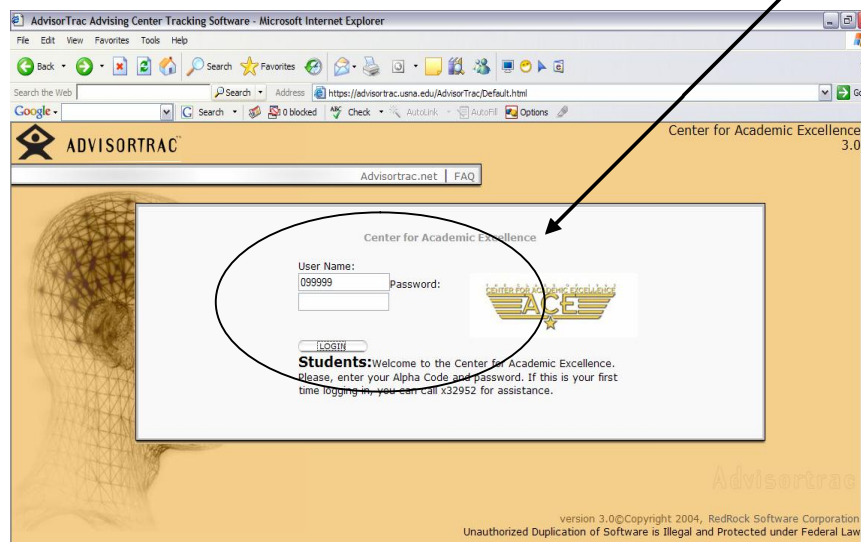 AdvisorTrac Advising Center Tracking Software - Microsoft Internet Explorer
File Edit View Favorites Tools Help
Back Search Favorites
Search the Web Search Address https://advisortrac.usna.edu/AdvisorTrac/Default.html Go
Google Search 0 blocked Check AutoLink AutoFill Options
Center for Academic Excellence
3.0
ADVISORTRAC
Advisortrac.net | FAQ
Center for Academic Excellence
User Name:
099999 Password:
CENTER FOR ACADEMIC EXCELLENCE
ACE
LOGIN
Students:Welcome to the Center for Academic Excellence.
Please, enter your Alpha Code and password. If this is your first
time logging in, you can call x32952 for assistance.
Advisortrac
version 3.0©Copyright 2004, RedRock Software Corporation
Unauthorized Duplication of Software is Illegal and Protected under Federal Law